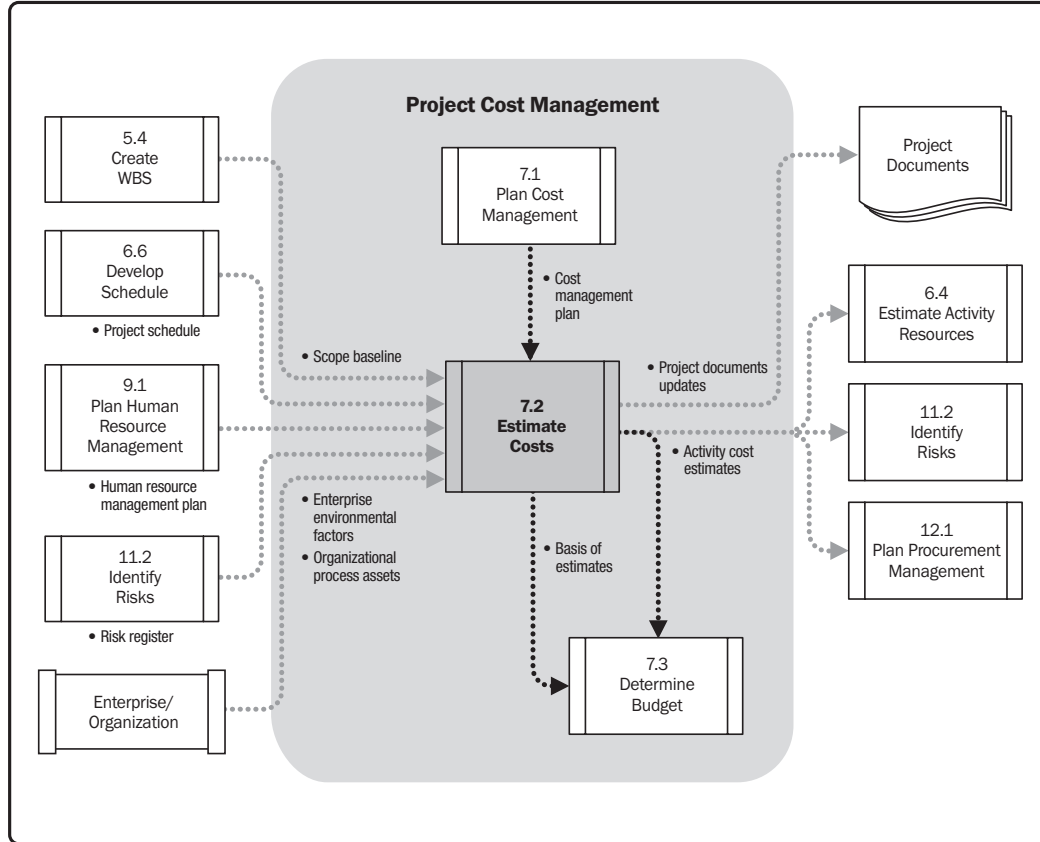 Project Cost Management
5.4
Create
WBS
6.6
Develop
Schedule
• Project schedule
9.1
Plan Human
Resource
Management
• Human resource
management plan
11.2
Identify
Risks
• Risk register
Enterprise/
Organization
7.1
Plan Cost
Management
• Cost
management
plan
• Scope baseline
• Enterprise
environmental
factors
• Organizational
process assets
7.2
Estimate
Costs
• Project documents
updates
• Activity cost
estimates
• Basis of
estimates
7.3
Determine
Budget
Project
Documents
6.4
Estimate Activity
Resources
11.2
Identify
Risks
12.1
Plan Procurement
Management